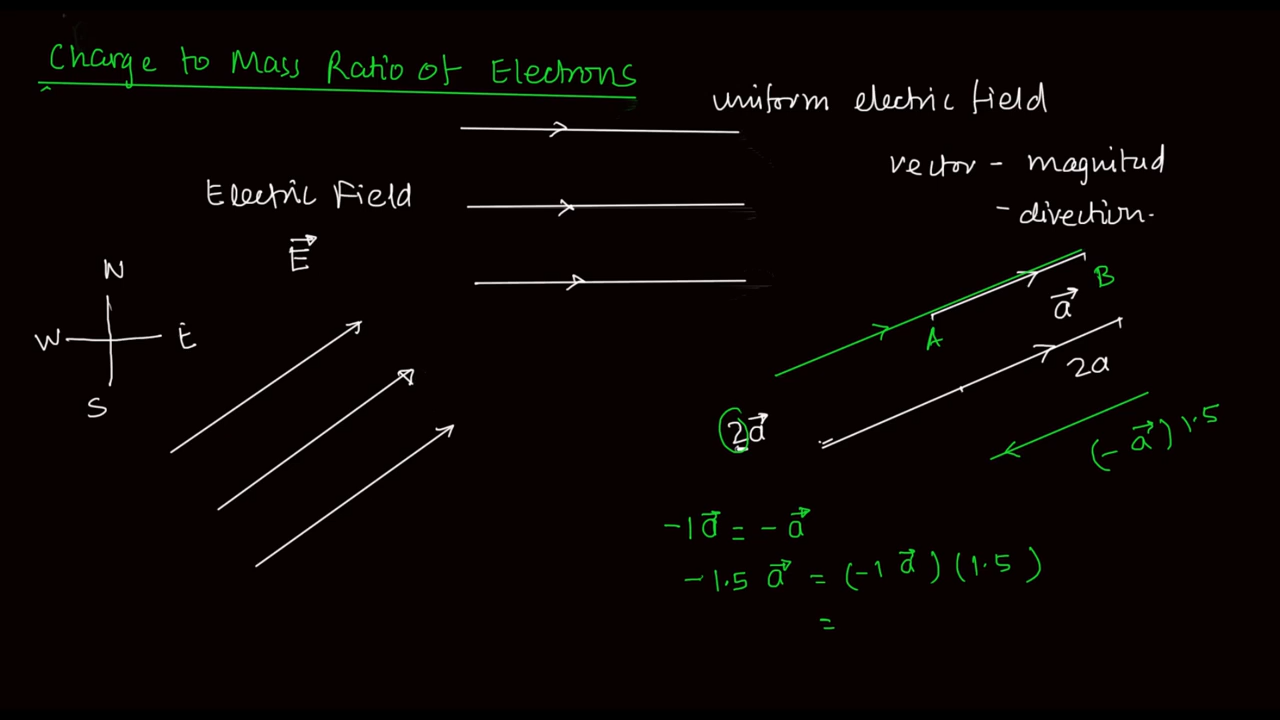 Charge to Mass Ratio of Electrons
uniform electric field
vector - magnitud
- direction.
Electric Field
E⃗
N
W E
S
A
B
a⃗
2a
2a⃗
(-a⃗) 1.5
-1a⃗ = -a⃗
-1.5 a⃗ = (-1 a⃗) (1.5)
=